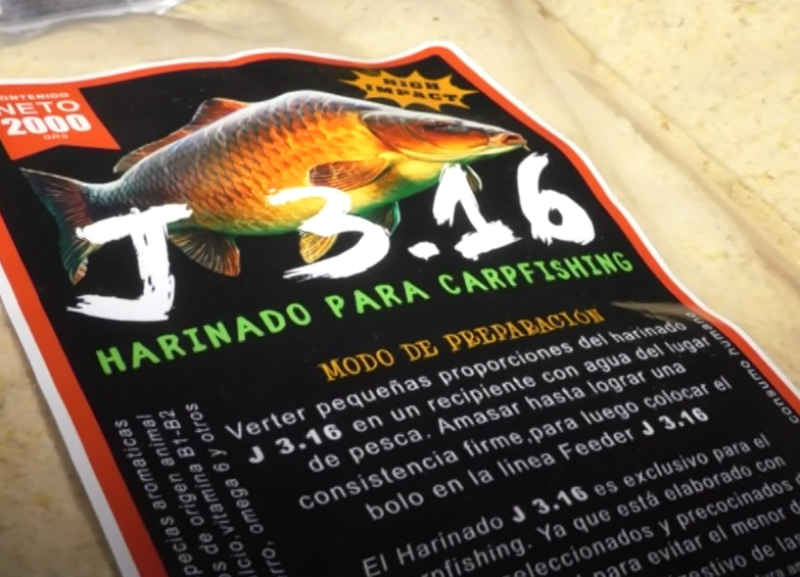 NETO
2000
GRS
HIGH
IMPACT
J 3.16
HARINADO PARA CARPFISHING
MODO DE PREPARACIÓN
Verter pequeñas proporciones del harinado
J 3.16 en un recipiente con agua del lugar
de pesca. Amasar hasta lograr una
consistencia firme,para luego colocar el
bolo en la linea Feeder J 3.16
El Harinado J 3.16 es exclusivo para el
Ya que está elaborado con
y precocinados
para evitar el menor
de las
aromaticas
de origen animal
vitamina B1-B2
omega 6 y otros
consumo humano